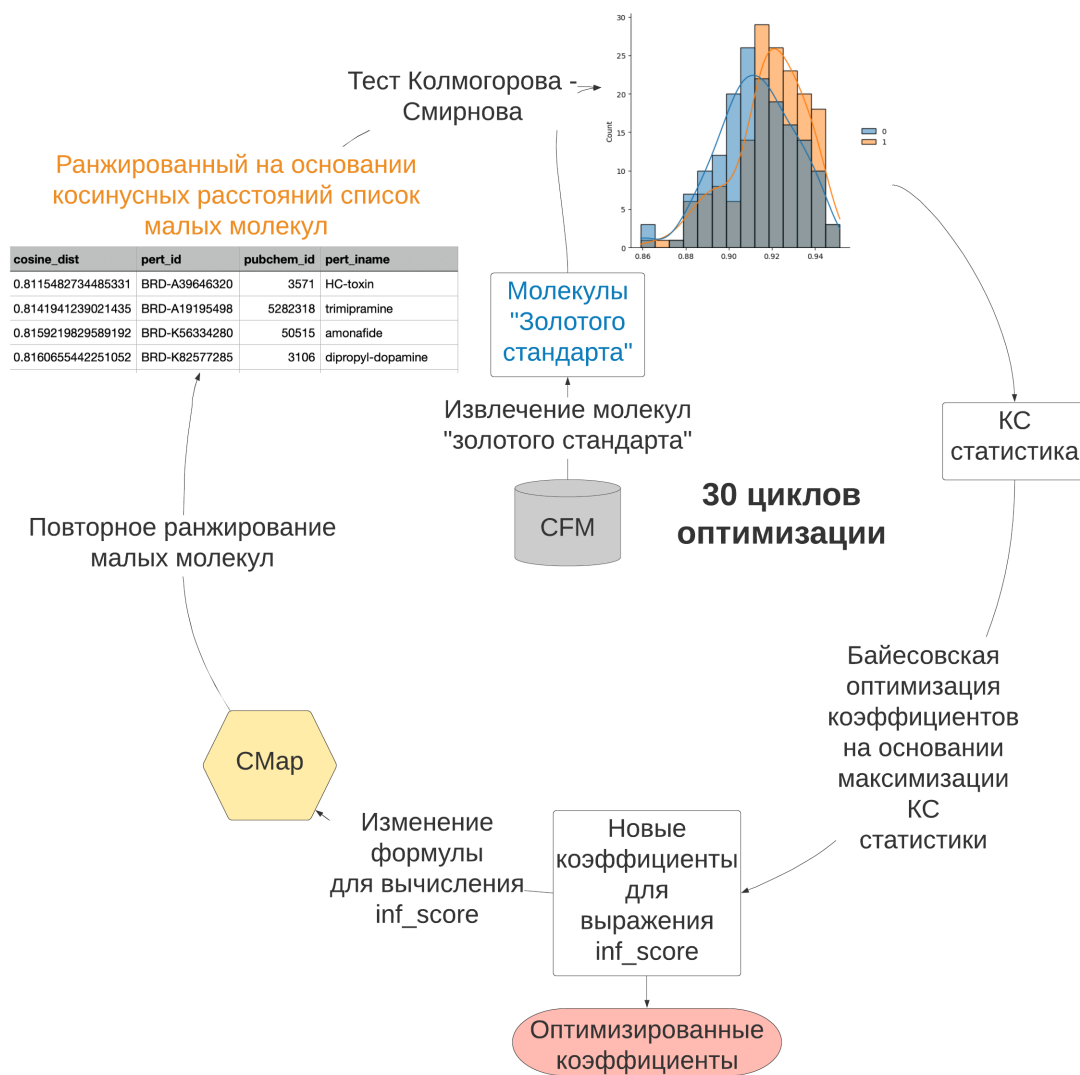 Тест Колмогорова -
Смирнова
Ранжированный на основании
косинусных расстояний список
малых молекул
cosine_dist pert_id pubchem_id pert_iname
0.8115482734485331 BRD-A39646320 3571 HC-toxin
0.8141941239021435 BRD-A19195498 5282318 trimipramine
0.8159219829589192 BRD-K56334280 50515 amonafide
0.8160655442251052 BRD-K82577285 3106 dipropyl-dopamine
30
25
20
15
10
5
0
Count
0.86 0.88 0.90 0.92 0.94
0
1
Молекулы
"Золотого
стандарта"
Извлечение молекул
"золотого стандарта"
CFM
30 циклов
оптимизации
КС
статистика
Байесовская
оптимизация
коэффициентов
на основании
максимизации
КС
статистики
Новые
коэффициенты
для
выражения
inf_score
Оптимизированные
коэффициенты
Изменение
формулы
для вычисления
inf_score
CMap
Повторное ранжирование
малых молекул